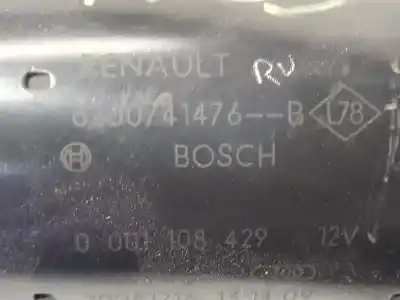 RENAULT RV
8200741476--B L78
BOSCH
0 001 108 429 12V